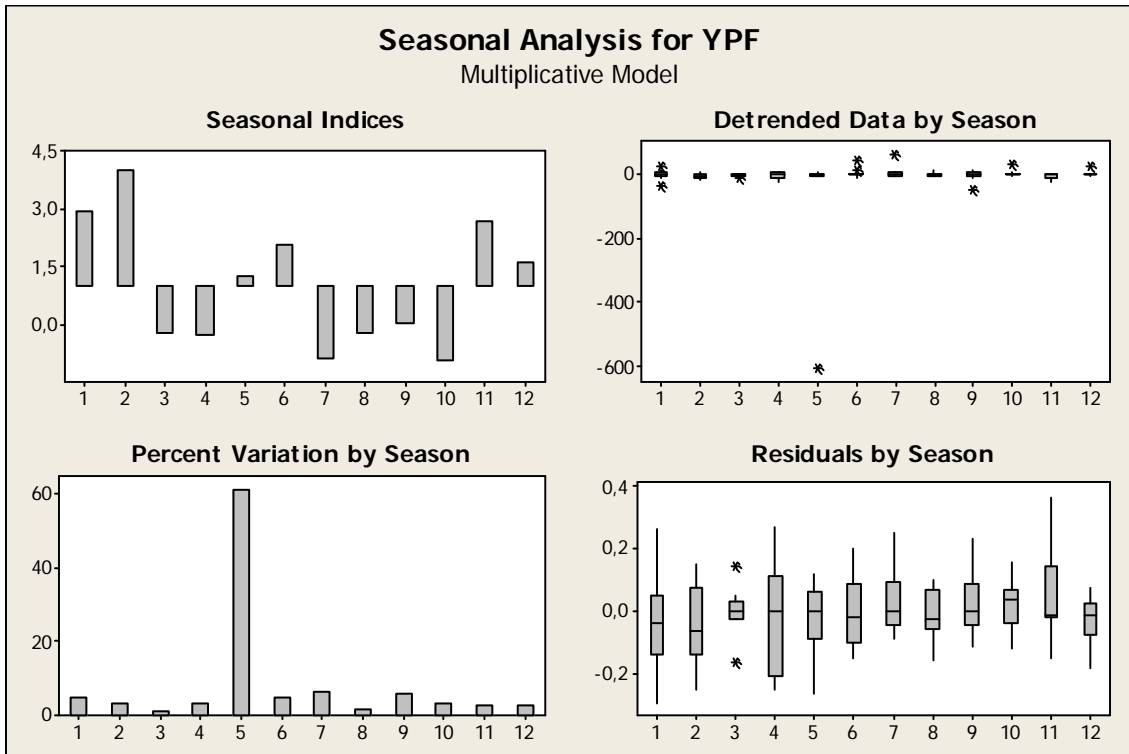 Seasonal Analysis for YPF
Multiplicative Model
Seasonal Indices
4,5
3,0
1,5
0,0
1 2 3 4 5 6 7 8 9 10 11 12
Detrended Data by Season
0
-200
-400
-600
1 2 3 4 5 6 7 8 9 10 11 12
Percent Variation by Season
60
40
20
0
1 2 3 4 5 6 7 8 9 10 11 12
Residuals by Season
0,4
0,2
0,0
-0,2
1 2 3 4 5 6 7 8 9 10 11 12